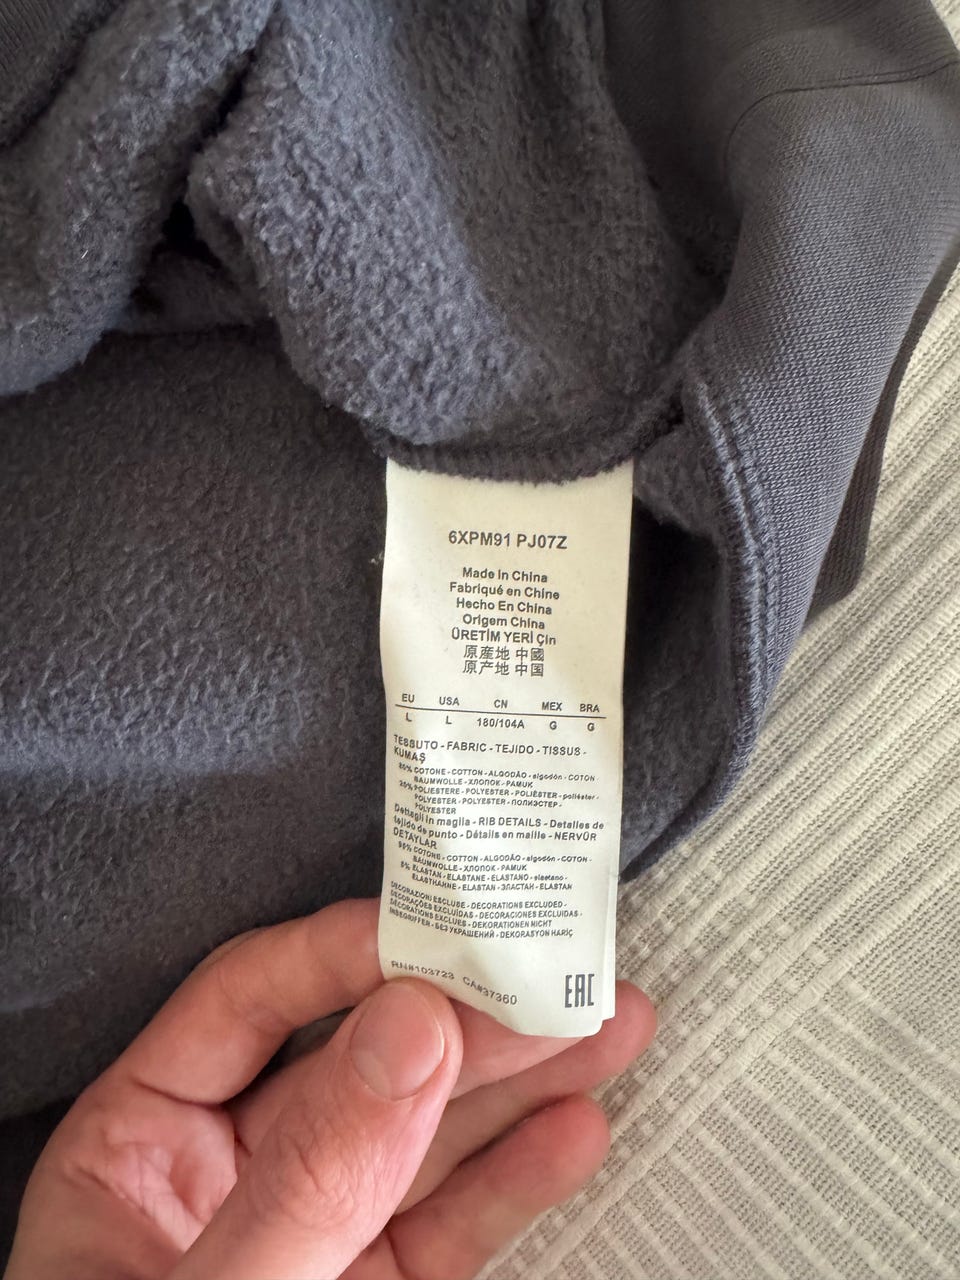 6XPM91 PJ07Z
Made in China
Fabriqué en Chine
Hecho En China
Origem China
ÜRETİM YERİ Çin
原產地 中國
原产地 中国
EU USA CN MEX BRA
L L 180/104A G G
TESSUTO - FABRIC - TEJIDO - TISSUS -
KUMAŞ
80% COTONE - COTTON - ALGODÃO - algodón - COTON
BAUMWOLLE - ХЛОПОК - PAMUK
20% POLIESTERE - POLYESTER - POLIÉSTER - poliéster -
POLYESTER - POLYESTER - ПОЛИЭСТЕР -
POLYESTER
Dettagli in maglia - RIB DETAILS - Detalles de
tejido de punto - Détails en maille - NERVÜR
DETAYLAR
95% COTONE - COTTON - ALGODÃO - algodón - COTON -
BAUMWOLLE - ХЛОПОК - PAMUK
5% ELASTAN - ELASTANE - ELASTANO - elastano -
ELASTHANNE - ELASTAN - ЭЛАСТАН - ELASTAN
DECORAZIONI ESCLUSE - DECORATIONS EXCLUDED -
DECORAÇÕES EXCLUÍDAS - DECORACIONES EXCLUIDAS -
DÉCORATIONS EXCLUES - DEKORATIONEN NICHT
INBEGRIFFEN - БЕЗ УКРАШЕНИЙ - DEKORASYON HARİÇ
RN#103723 CA#37360
EAC